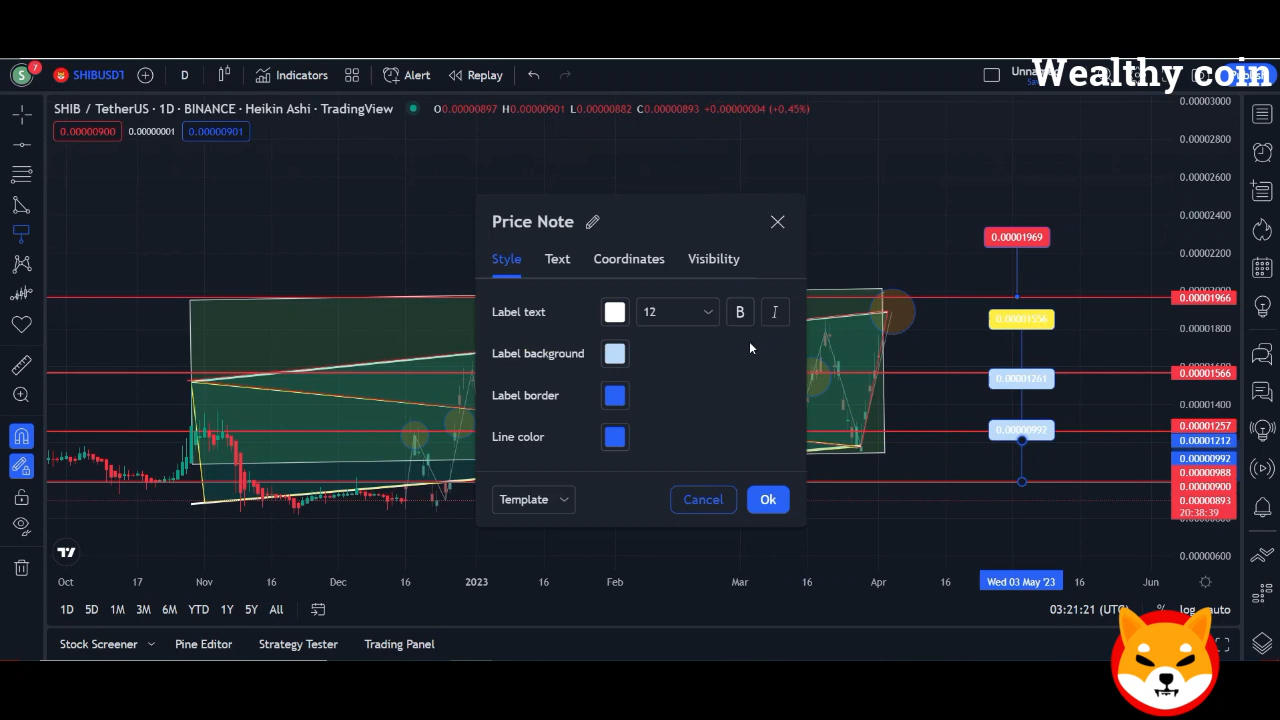 Wealthy coin
S 7 SHIBUSDT D Indicators Alert Replay
SHIB / TetherUS · 1D · BINANCE · Heikin Ashi · TradingView O0.00000897 H0.00000901 L0.00000882 C0.00000893 +0.00000004 (+0.45%)
0.00000900 0.00000001 0.00000901
0.00003000
0.00002800
0.00002600
0.00002400
0.00002200
0.00001966
0.00001800
0.00001566
0.00001400
0.00001257
0.00001212
0.00000992
0.00000988
0.00000900
0.00000893
20:38:39
0.00000600
0.00001969
0.00001556
0.00001261
0.00000992
Price Note
Style Text Coordinates Visibility
Label text 12 B I
Label background
Label border
Line color
Template Cancel Ok
Oct 17 Nov 16 Dec 16 2023 16 Feb Mar 16 Apr 16 Wed 03 May '23 16 Jun
1D 5D 1M 3M 6M YTD 1Y 5Y All 03:21:21 (UTC) % log auto
Stock Screener Pine Editor Strategy Tester Trading Panel